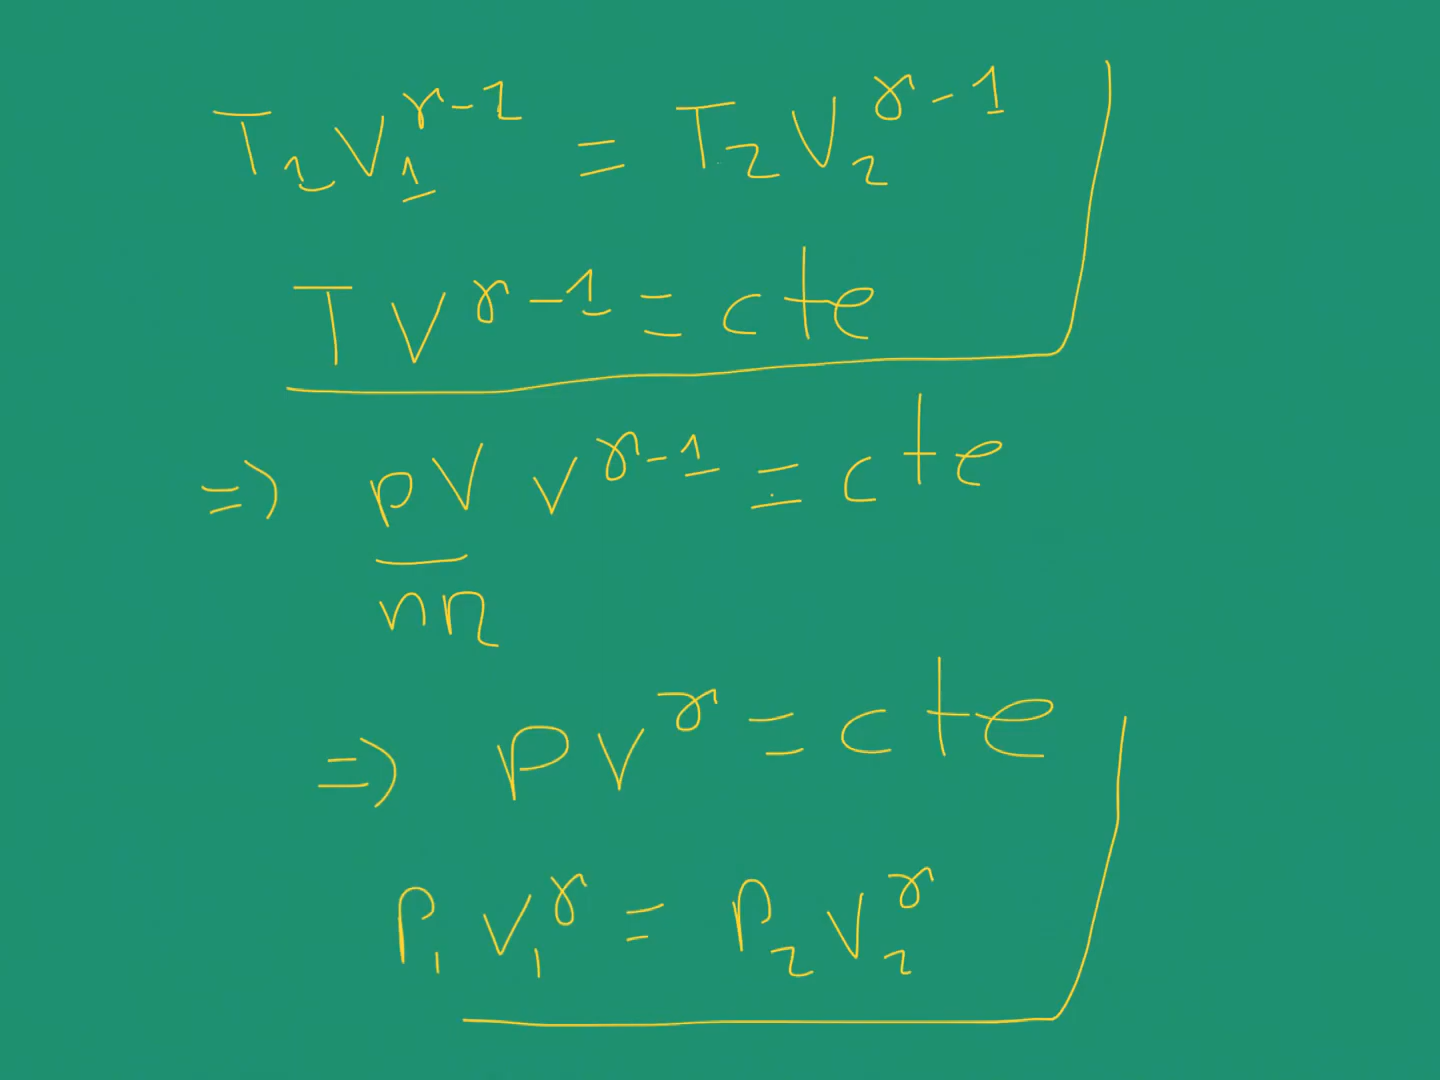 T₁V₁^(γ-1) = T₂V₂^(γ-1)
TV^(γ-1) = cte
=> pV/nR V^(γ-1) = cte
=> PV^γ = cte
P₁V₁^γ = P₂V₂^γ